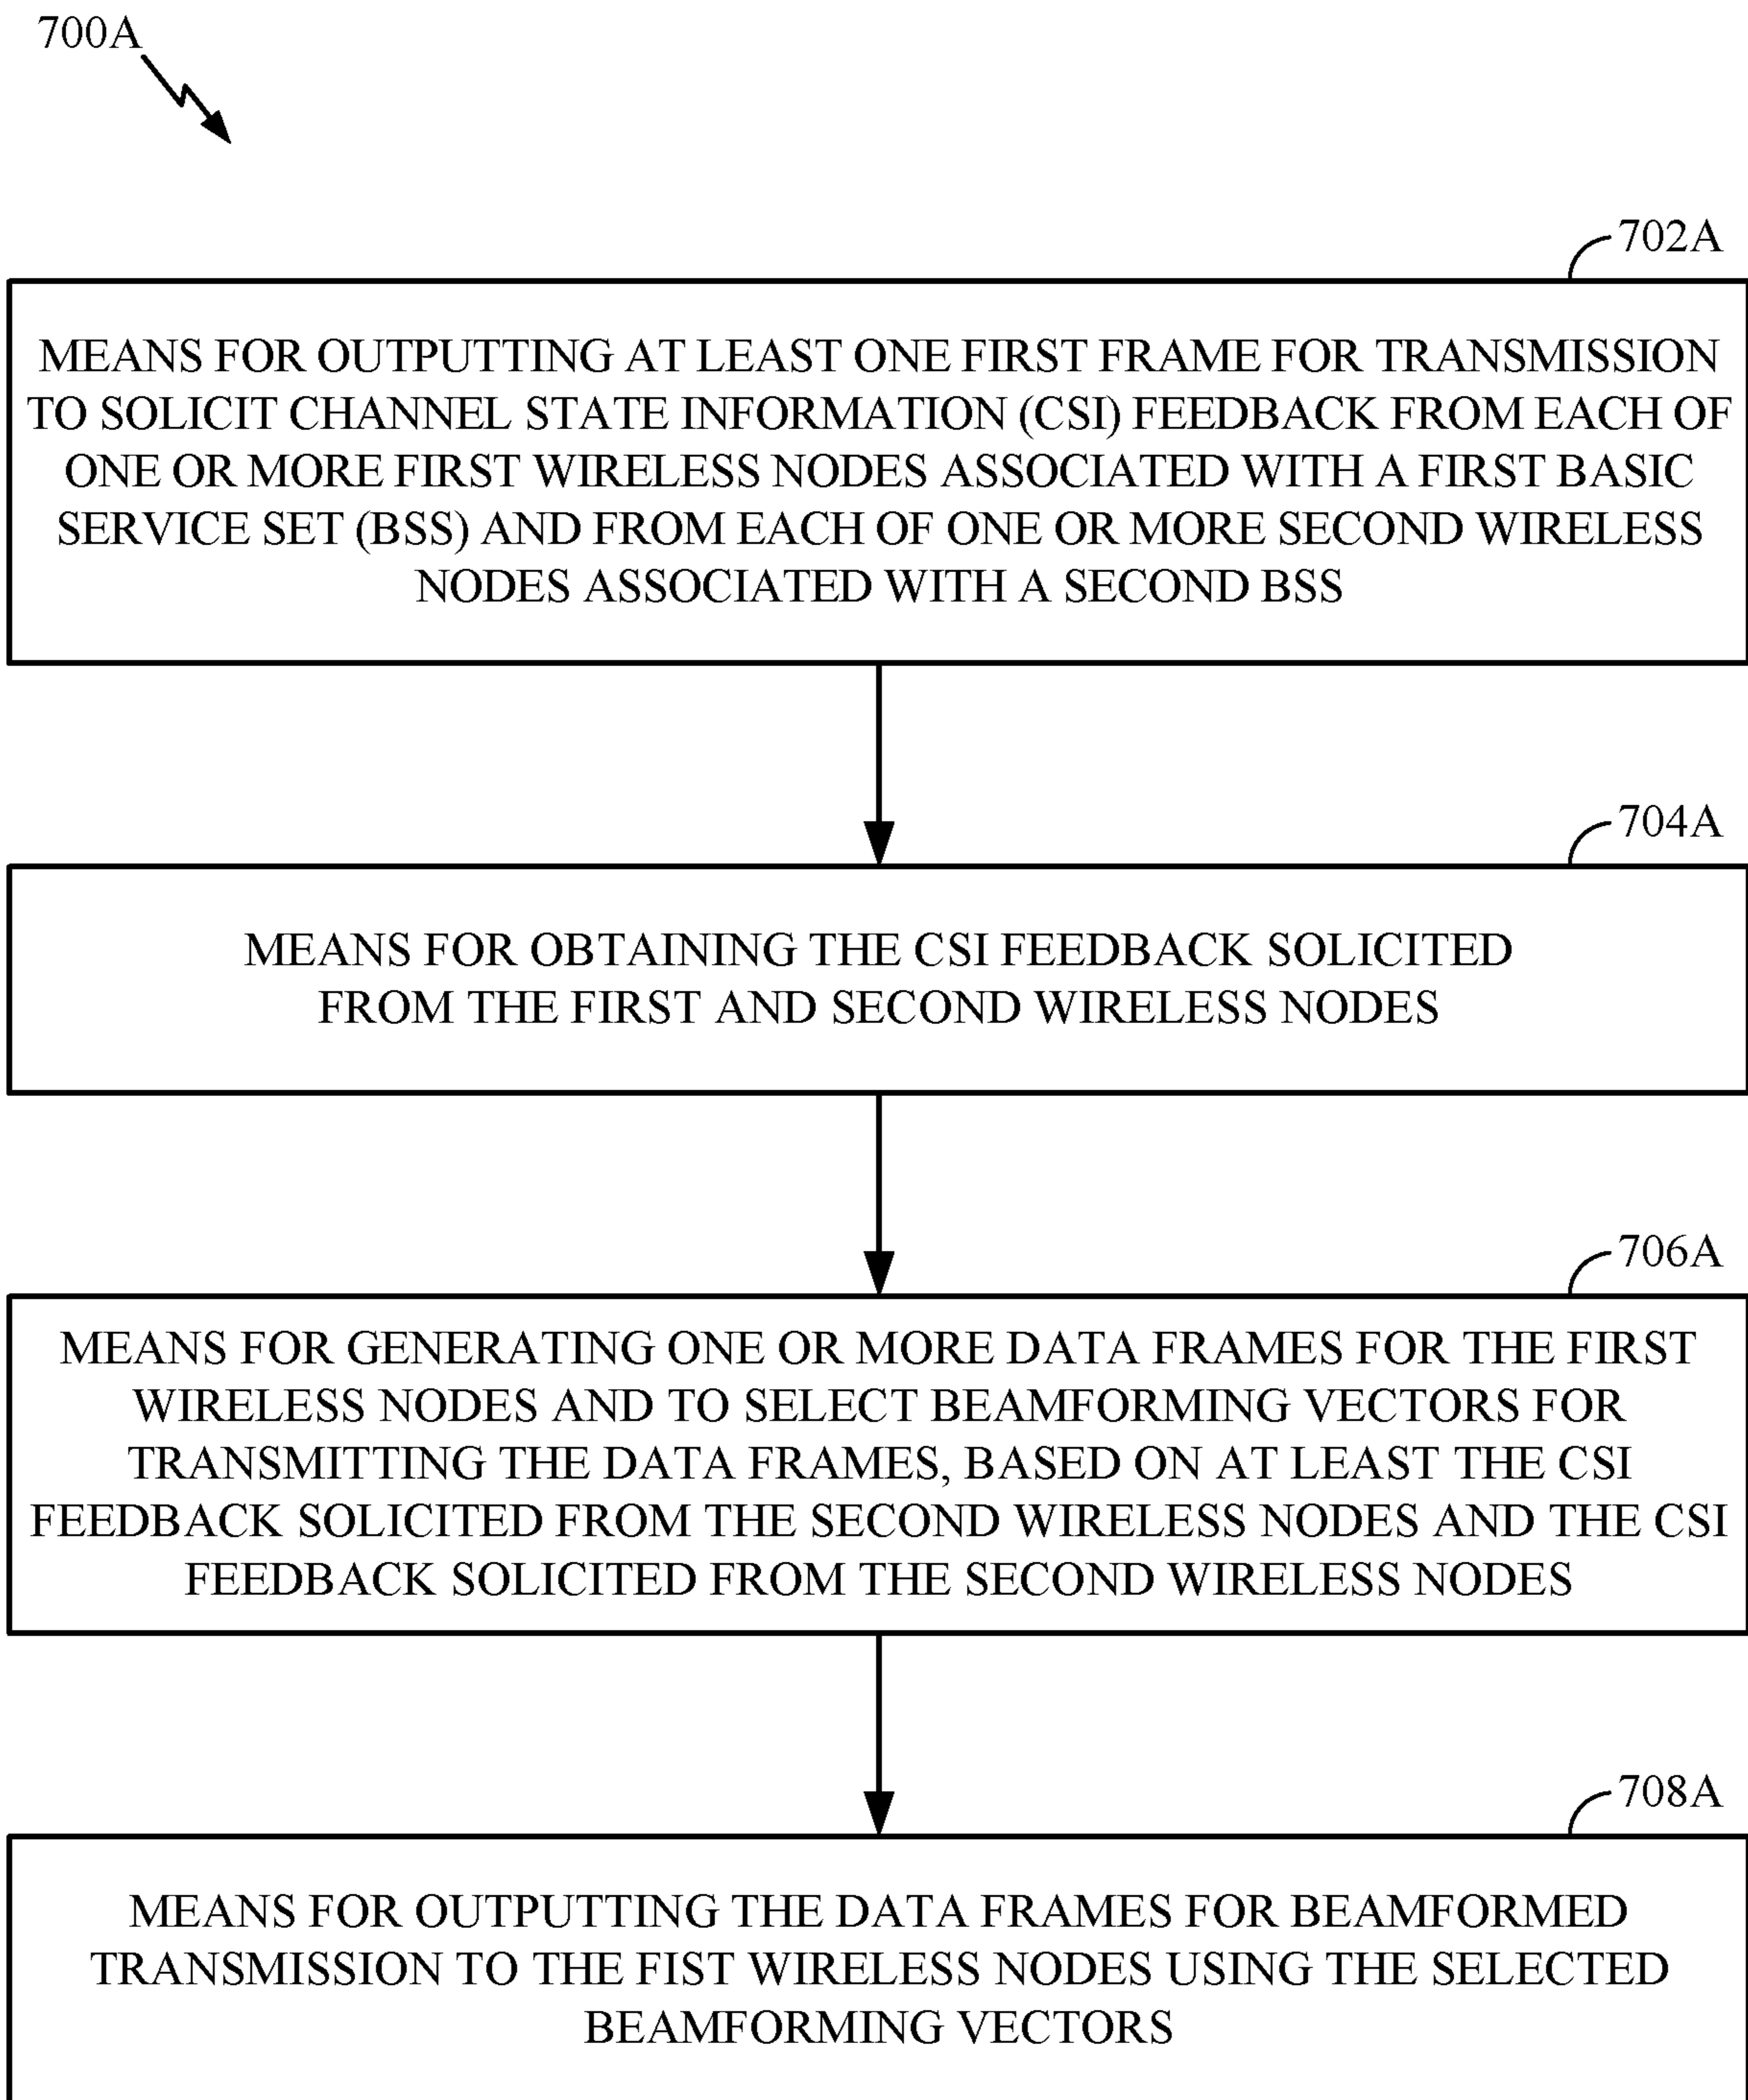 700A
702A
MEANS FOR OUTPUTTING AT LEAST ONE FIRST FRAME FOR TRANSMISSION
TO SOLICIT CHANNEL STATE INFORMATION (CSI) FEEDBACK FROM EACH OF
ONE OR MORE FIRST WIRELESS NODES ASSOCIATED WITH A FIRST BASIC
SERVICE SET (BSS) AND FROM EACH OF ONE OR MORE SECOND WIRELESS
NODES ASSOCIATED WITH A SECOND BSS
704A
MEANS FOR OBTAINING THE CSI FEEDBACK SOLICITED
FROM THE FIRST AND SECOND WIRELESS NODES
706A
MEANS FOR GENERATING ONE OR MORE DATA FRAMES FOR THE FIRST
WIRELESS NODES AND TO SELECT BEAMFORMING VECTORS FOR
TRANSMITTING THE DATA FRAMES, BASED ON AT LEAST THE CSI
FEEDBACK SOLICITED FROM THE SECOND WIRELESS NODES AND THE CSI
FEEDBACK SOLICITED FROM THE SECOND WIRELESS NODES
708A
MEANS FOR OUTPUTTING THE DATA FRAMES FOR BEAMFORMED
TRANSMISSION TO THE FIST WIRELESS NODES USING THE SELECTED
BEAMFORMING VECTORS